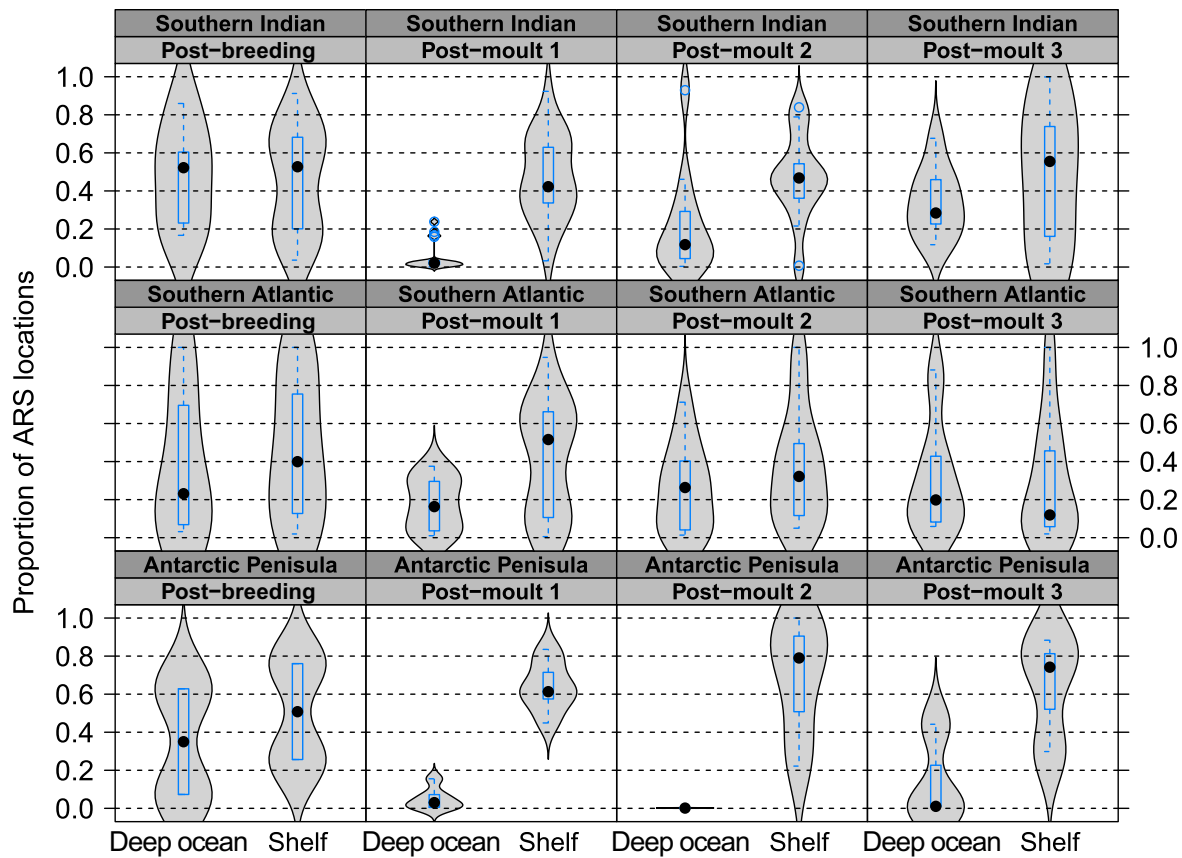 Proportion of ARS locations
Southern Indian Southern Indian Southern Indian Southern Indian
Post−breeding Post−moult 1 Post−moult 2 Post−moult 3
1.0
0.8
0.6
0.4
0.2
0.0
Southern Atlantic Southern Atlantic Southern Atlantic Southern Atlantic
Post−breeding Post−moult 1 Post−moult 2 Post−moult 3
1.0
0.8
0.6
0.4
0.2
0.0
Antarctic Penisula Antarctic Penisula Antarctic Penisula Antarctic Penisula
Post−breeding Post−moult 1 Post−moult 2 Post−moult 3
1.0
0.8
0.6
0.4
0.2
0.0
Deep ocean Shelf Deep ocean Shelf Deep ocean Shelf Deep ocean Shelf